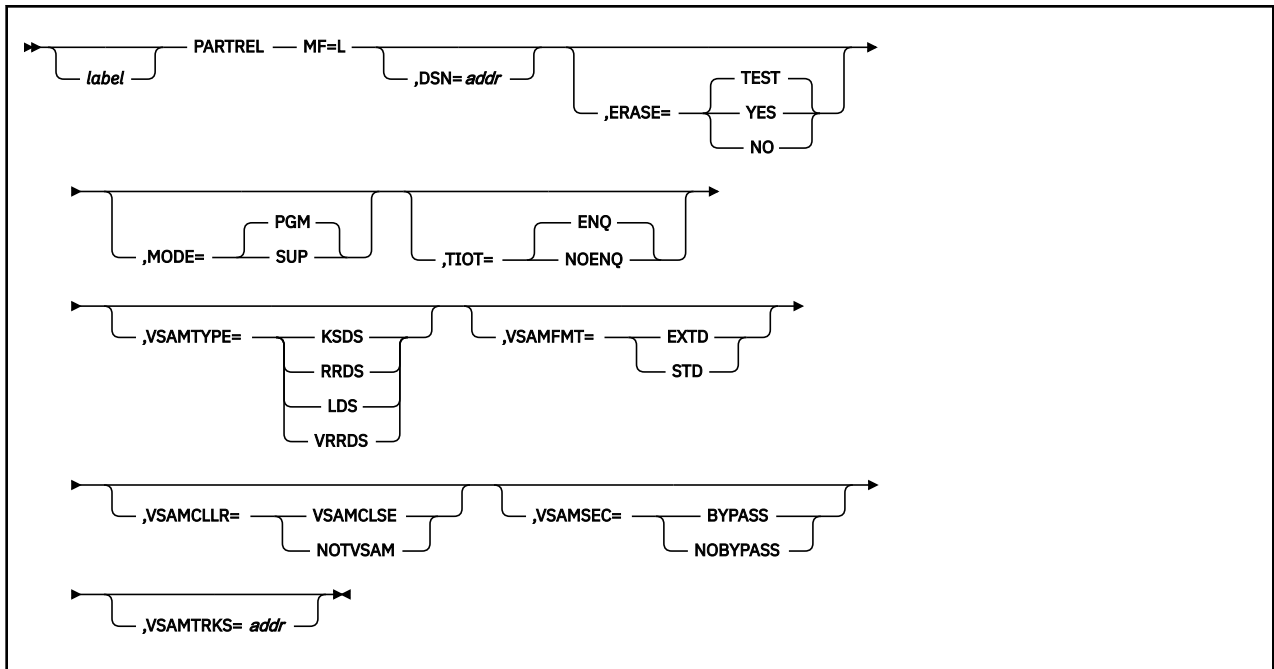 PARTREL MF=L
label ,DSN= addr
,ERASE= TEST
YES
NO
,MODE= PGM
SUP
,TIOT= ENQ
NOENQ
,VSAMTYPE= KSDS
RRDS
LDS
VRRDS
,VSAMFMT= EXTD
STD
,VSAMCLLR= VSAMCLSE
NOTVSAM
,VSAMSEC= BYPASS
NOBYPASS
,VSAMTRKS= addr